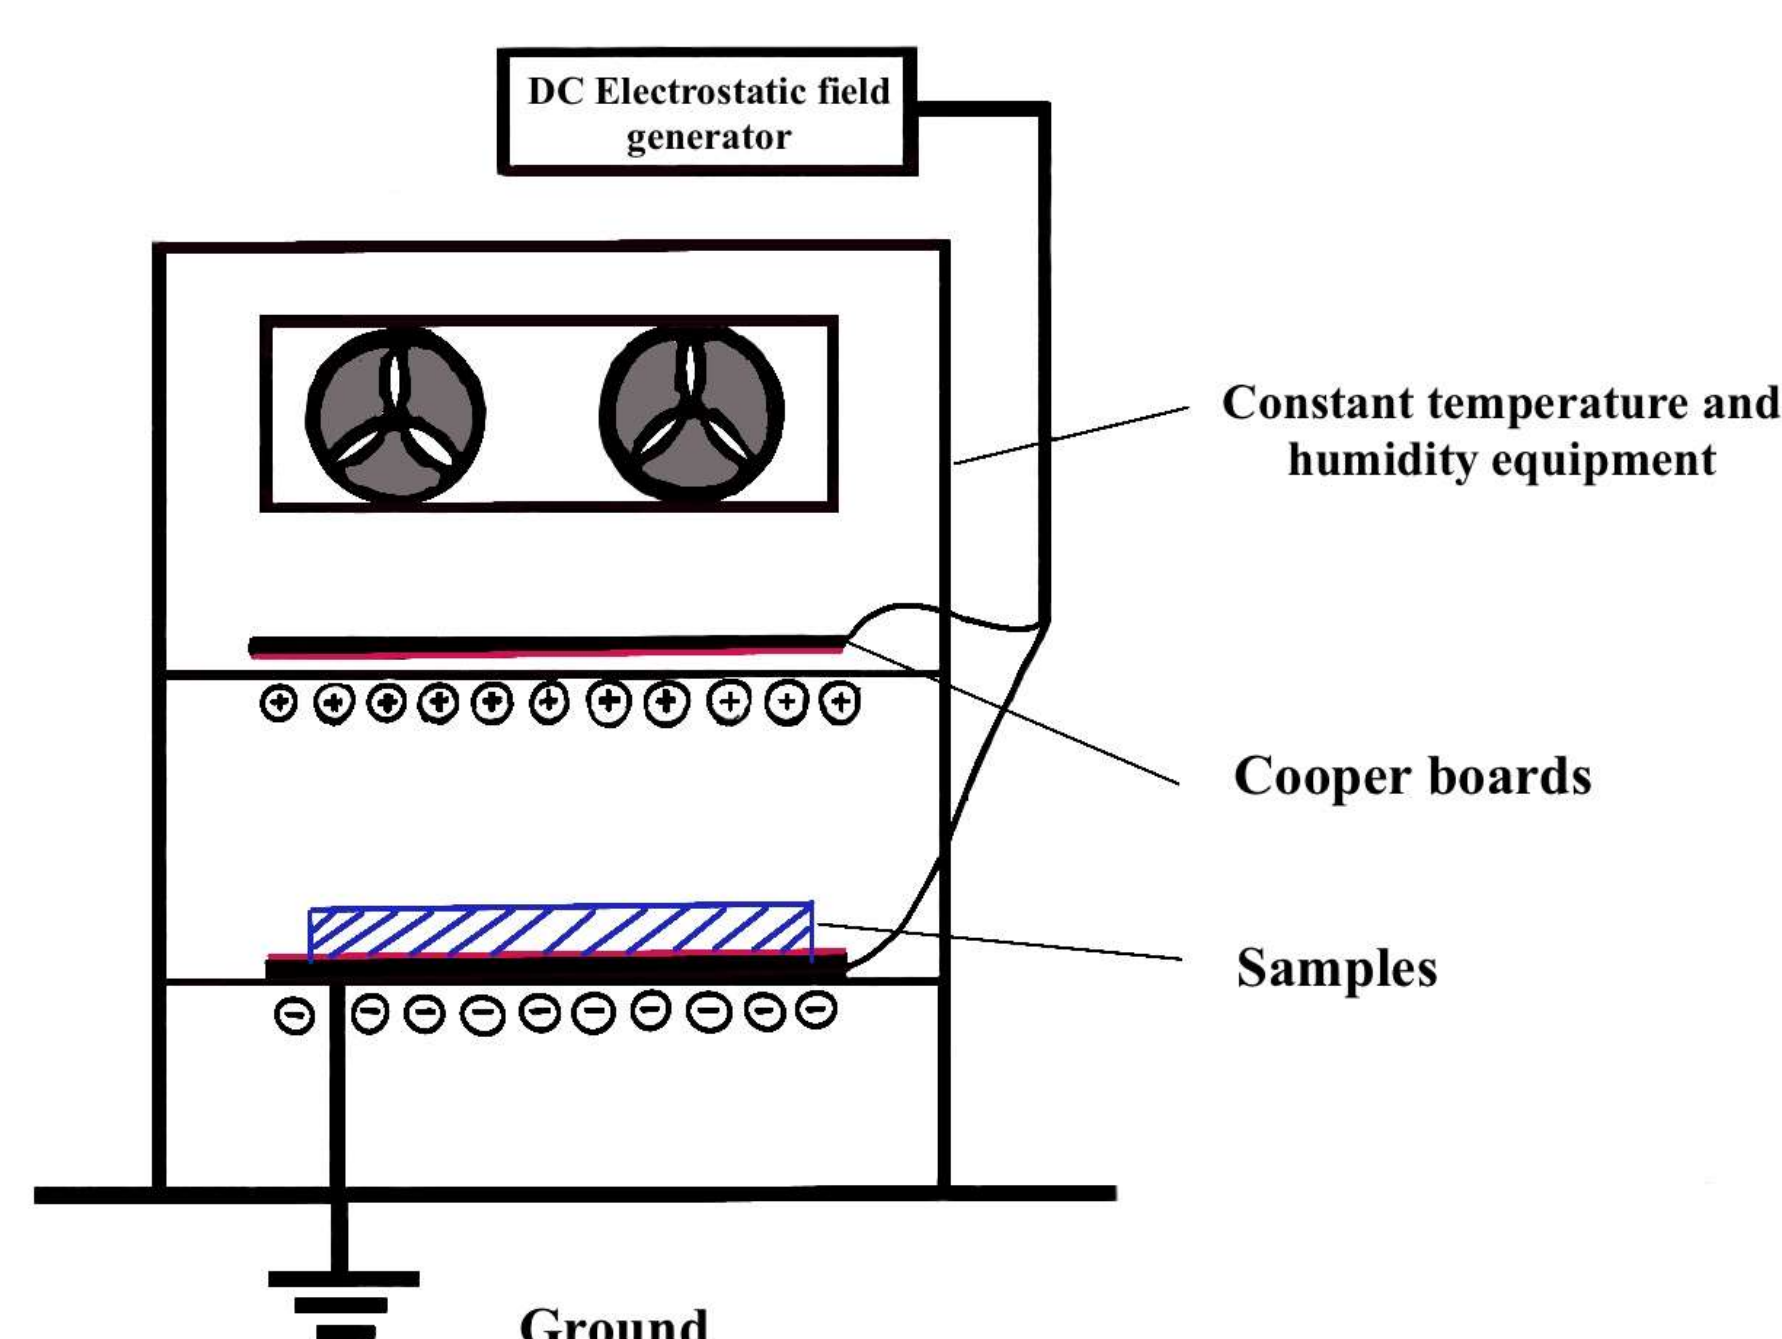 DC Electrostatic field
generator
Constant temperature and
humidity equipment
Cooper boards
Samples
Ground